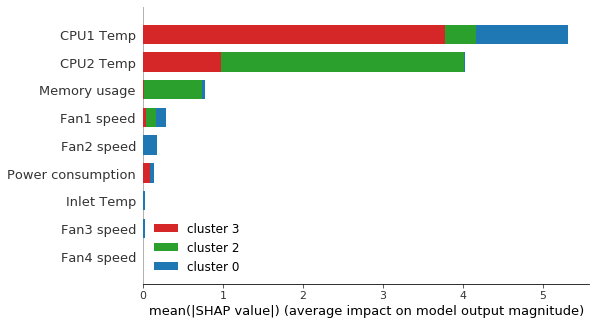 CPU1 Temp
CPU2 Temp
Memory usage
Fan1 speed
Fan2 speed
Power consumption
Inlet Temp
Fan3 speed
Fan4 speed
cluster 3
cluster 2
cluster 0
0 1 2 3 4 5
mean(|SHAP value|) (average impact on model output magnitude)